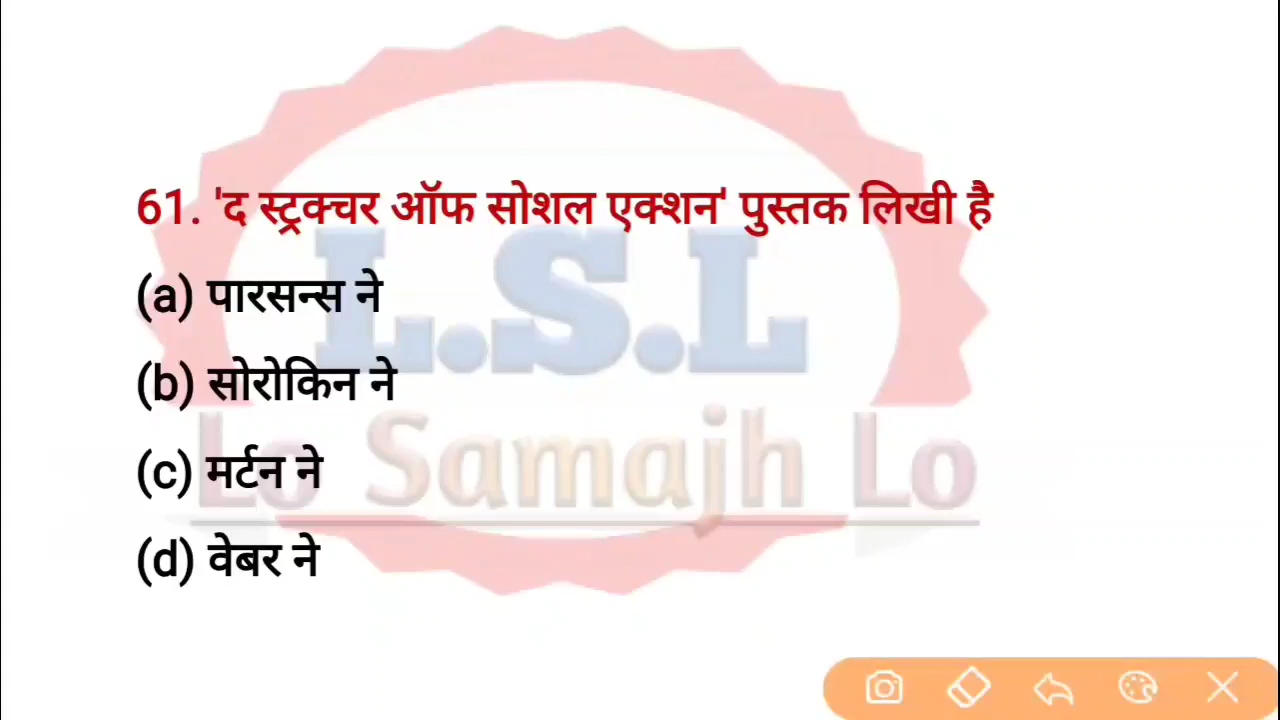 61. 'द स्ट्रक्चर ऑफ सोशल एक्शन' पुस्तक लिखी है
(a) पारसन्स ने
L.S.L
(b) सोरोकिन ने
Lo Samajh Lo
(c) मर्टन ने
(d) वेबर ने